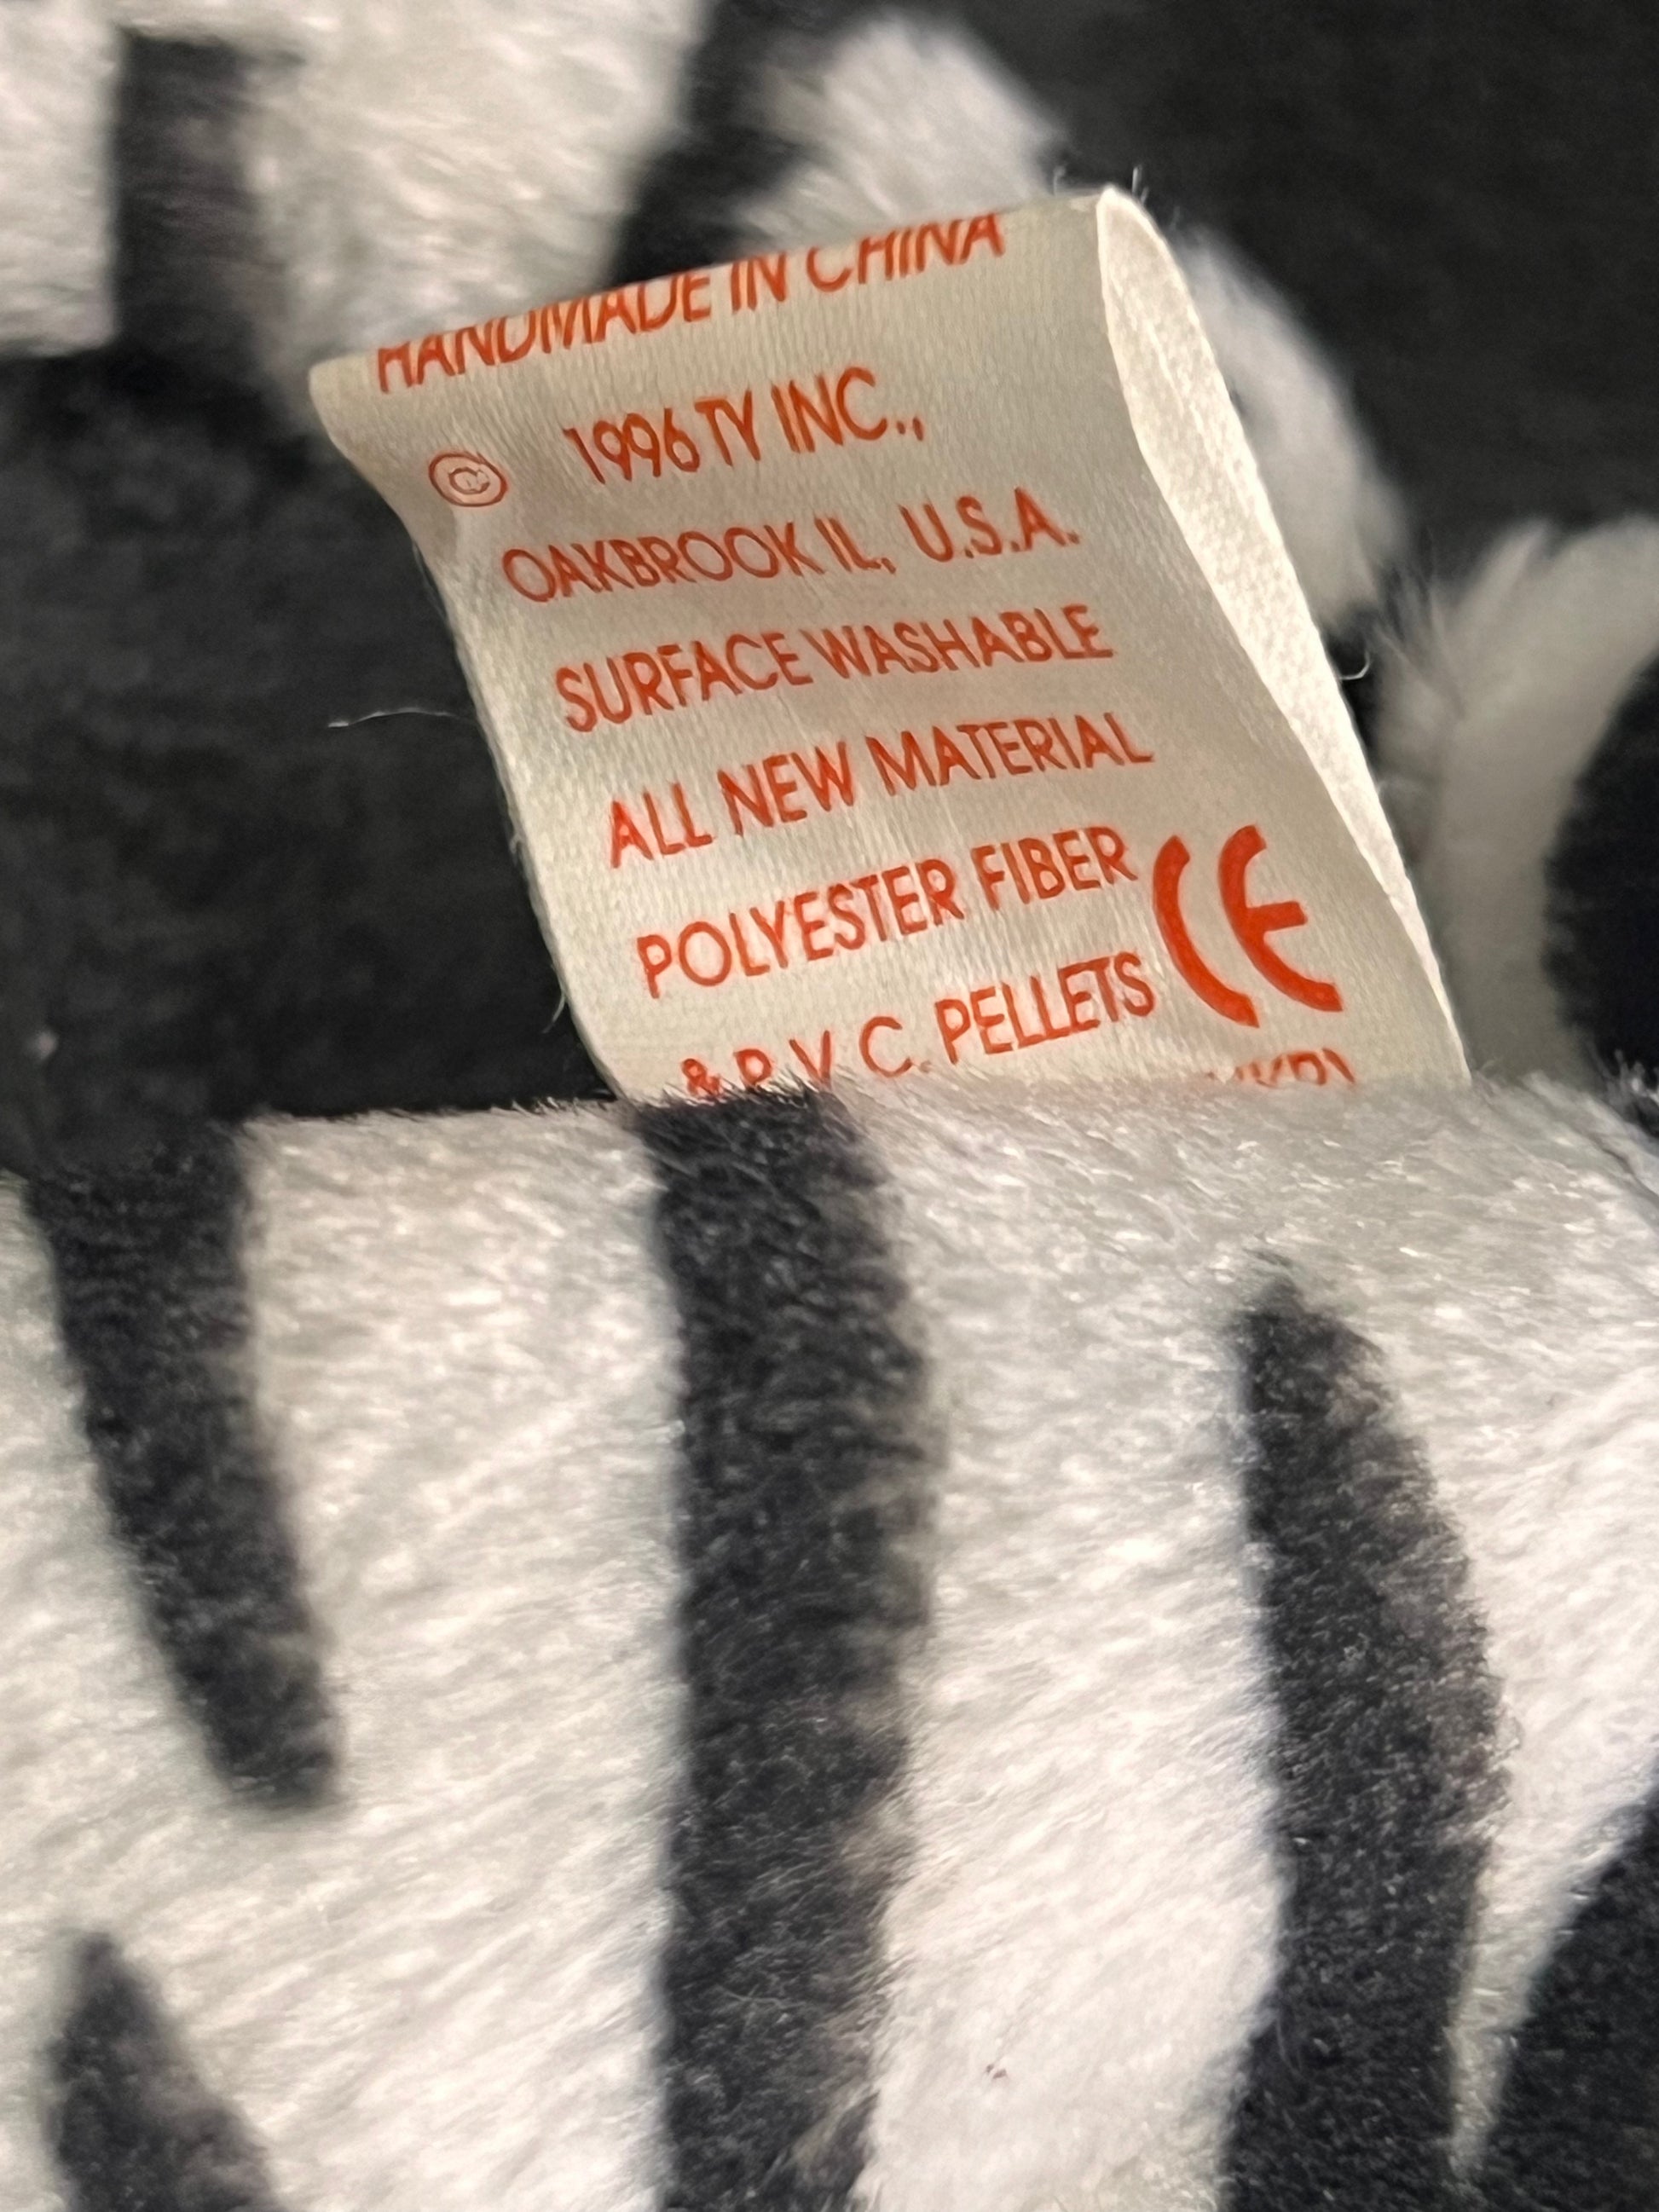 HANDMADE IN CHINA
© 1996 TY INC.,
OAKBROOK IL, U.S.A.
SURFACE WASHABLE
ALL NEW MATERIAL
POLYESTER FIBER
& P.V.C. PELLETS CE